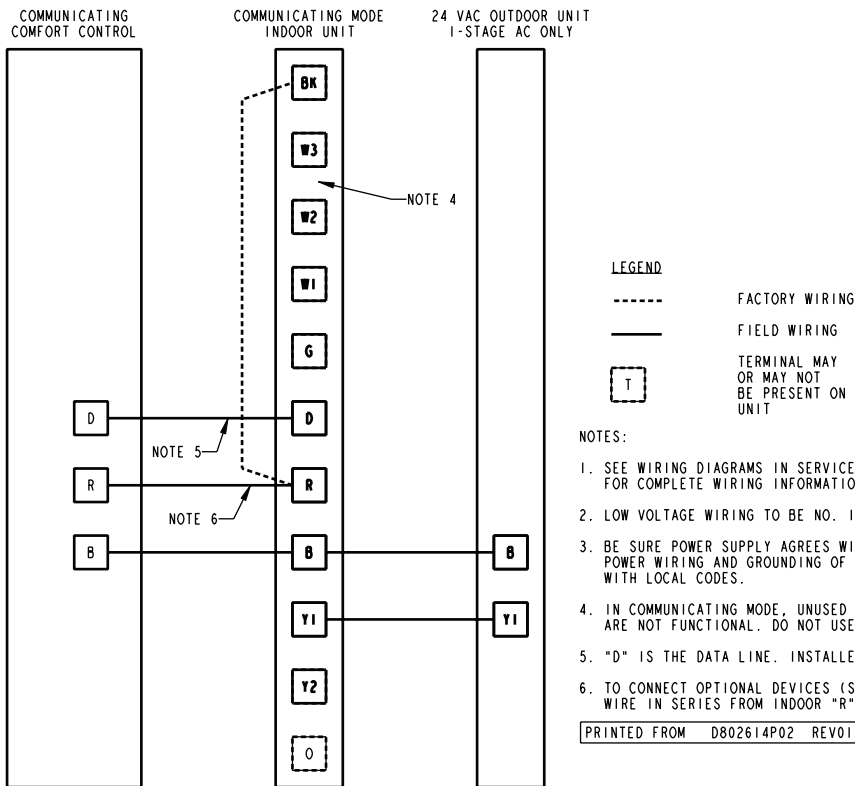 COMMUNICATING
COMFORT CONTROL
COMMUNICATING MODE
INDOOR UNIT
24 VAC OUTDOOR UNIT
1-STAGE AC ONLY
BK
W3
NOTE 4
W2
W1
G
D
D
NOTE 5
R
R
NOTE 6
B
B
B
Y1
Y1
Y2
O
LEGEND
FACTORY WIRING
FIELD WIRING
T
TERMINAL MAY
OR MAY NOT
BE PRESENT ON
UNIT
NOTES:
1. SEE WIRING DIAGRAMS IN SERVICE
FOR COMPLETE WIRING
2. LOW VOLTAGE WIRING TO BE NO.
3. BE SURE POWER SUPPLY AGREES
POWER WIRING AND GROUNDING OF
WITH LOCAL CODES.
4. IN COMMUNICATING MODE, UNUSED
ARE NOT FUNCTIONAL. DO NOT USE
5. "D" IS THE DATA LINE.
6. TO CONNECT OPTIONAL DEVICES
WIRE IN SERIES FROM INDOOR "R"
PRINTED FROM D802614P02 REV01